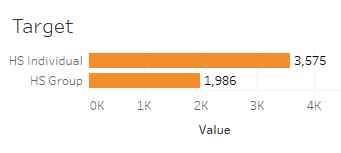 Target
HS Individual 3,575
HS Group 1,986
0K 1K 2K 3K 4K
Value